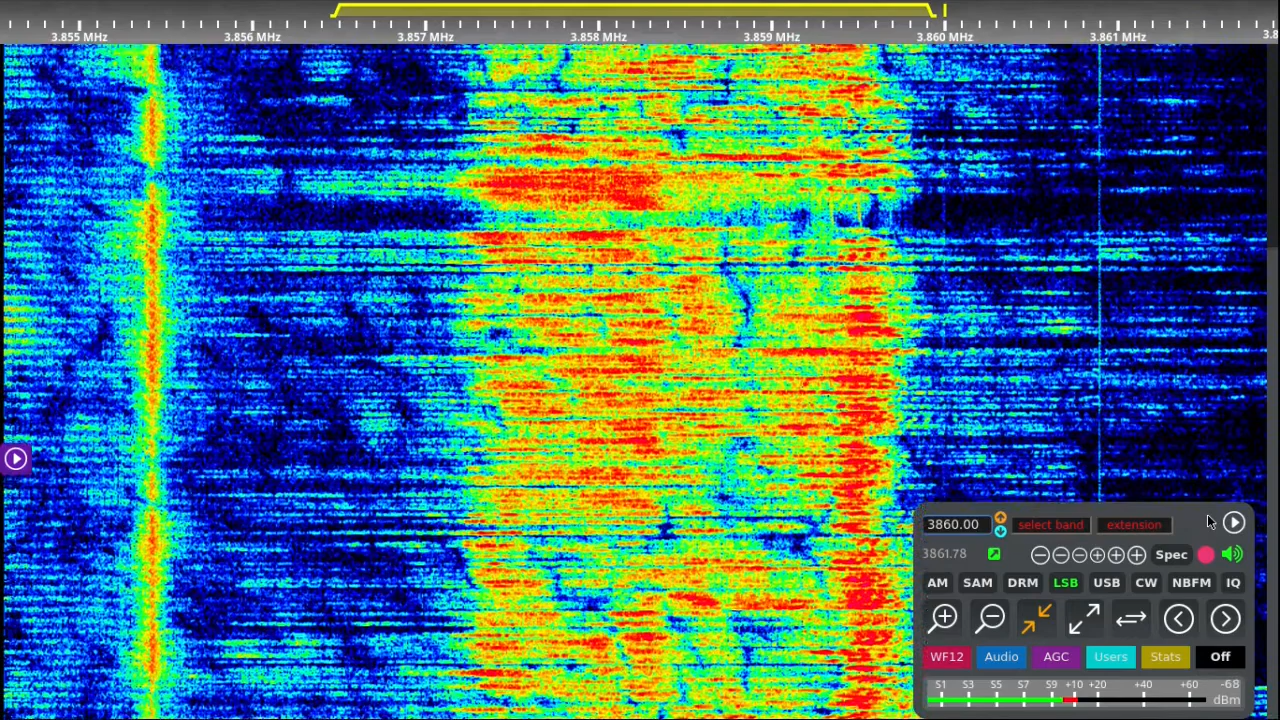 3.855 MHz 3.856 MHz 3.857 MHz 3.858 MHz 3.859 MHz 3.860 MHz 3.861 MHz 3.8
3860.00 select band extension
3861.78 Spec
AM SAM DRM LSB USB CW NBFM IQ
WF12 Audio AGC Users Stats Off
S1 S3 S5 S7 S9 +10 +20 +40 +60 -68
dBm